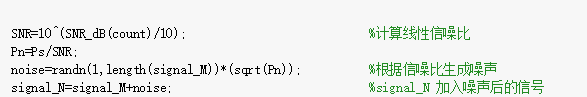 SNR=10^(SNR_dB(count)/10); %计算线性信噪比
Pn=Ps/SNR;
noise=randn(1,length(signal_M))*(sqrt(Pn)); %根据信噪比生成噪声
signal_N=signal_M+noise; %signal_N 加入噪声后的信号